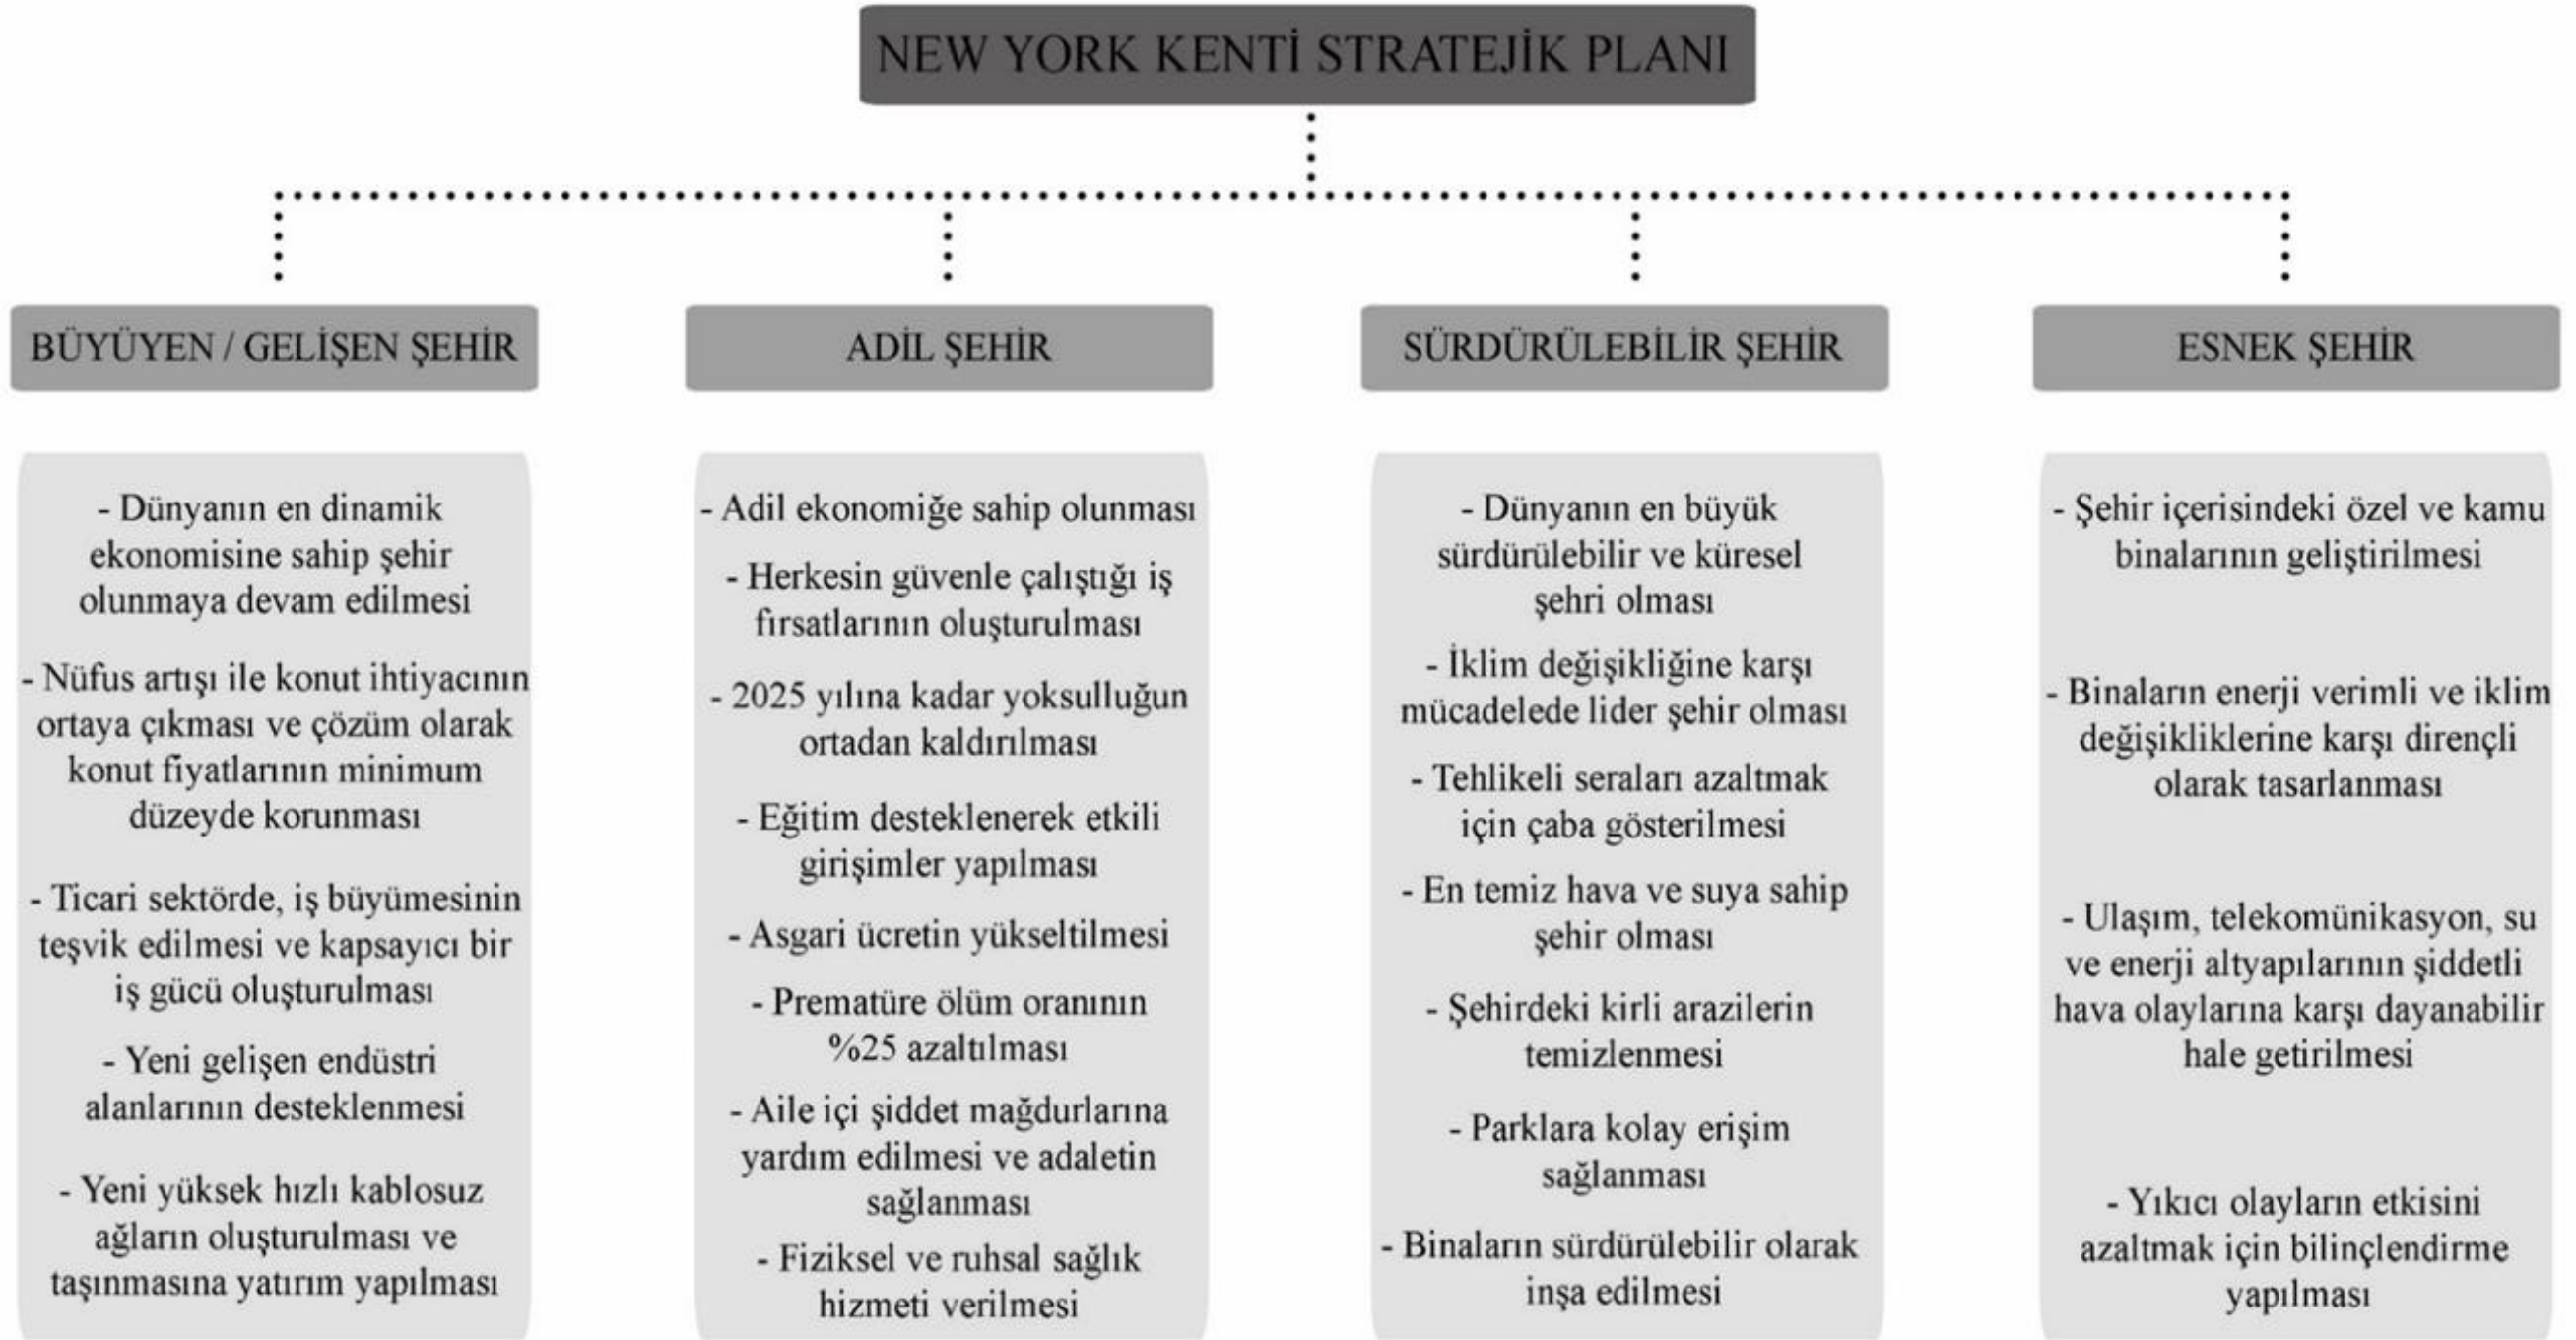 NEW YORK KENTİ STRATEJİK PLANI
BÜYÜYEN / GELİŞEN ŞEHİR
- Dünyanın en dinamik
ekonomisine sahip şehir
olunmaya devam edilmesi
- Nüfus artışı ile konut ihtiyacının
ortaya çıkması ve çözüm olarak
konut fiyatlarının minimum
düzeyde korunması
- Ticari sektörde, iş büyümesinin
teşvik edilmesi ve kapsayıcı bir
iş gücü oluşturulması
- Yeni gelişen endüstri
alanlarının desteklenmesi
- Yeni yüksek hızlı kablosuz
ağların oluşturulması ve
taşınmasına yatırım yapılması
ADİL ŞEHİR
- Adil ekonomiğe sahip olunması
- Herkesin güvenle çalıştığı iş
fırsatlarının oluşturulması
- 2025 yılına kadar yoksulluğun
ortadan kaldırılması
- Eğitim desteklenerek etkili
girişimler yapılması
- Asgari ücretin yükseltilmesi
- Prematüre ölüm oranının
%25 azaltılması
- Aile içi şiddet mağdurlarına
yardım edilmesi ve adaletin
sağlanması
- Fiziksel ve ruhsal sağlık
hizmeti verilmesi
SÜRDÜRÜLEBİLİR ŞEHİR
- Dünyanın en büyük
sürdürülebilir ve küresel
şehri olması
- İklim değişikliğine karşı
mücadelede lider şehir olması
- Tehlikeli seraları azaltmak
için çaba gösterilmesi
- En temiz hava ve suya sahip
şehir olması
- Şehirdeki kirli arazilerin
temizlenmesi
- Parklara kolay erişim
sağlanması
- Binaların sürdürülebilir olarak
inşa edilmesi
ESNEK ŞEHİR
- Şehir içerisindeki özel ve kamu
binalarının geliştirilmesi
- Binaların enerji verimli ve iklim
değişikliklerine karşı dirençli
olarak tasarlanması
- Ulaşım, telekomünikasyon, su
ve enerji altyapılarının şiddetli
hava olaylarına karşı dayanabilir
hale getirilmesi
- Yıkıcı olayların etkisini
azaltmak için bilinçlendirme
yapılması